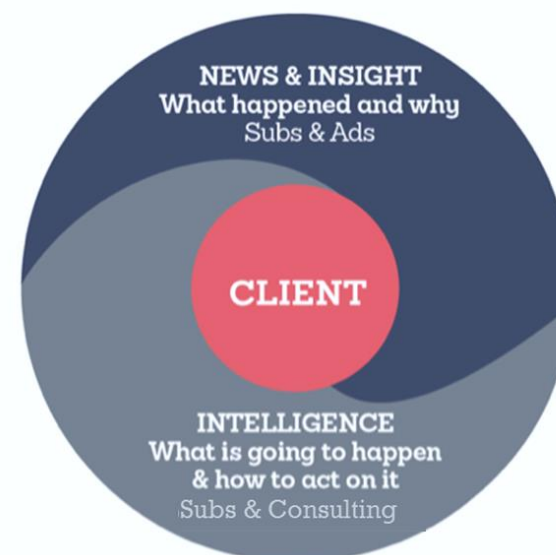 NEWS & INSIGHT
What happened and why
Subs & Ads
CLIENT
INTELLIGENCE
What is going to happen
& how to act on it
Subs & Consulting